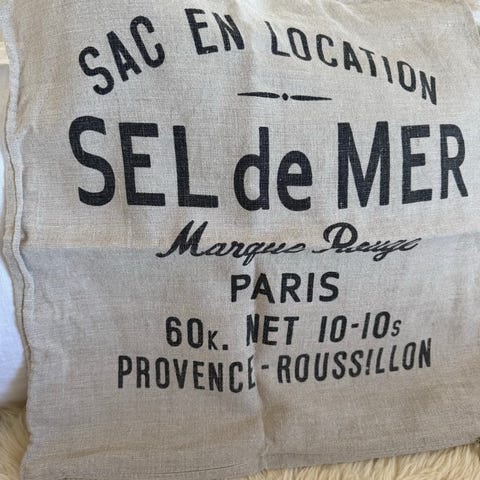 SAC EN LOCATION
SEL de MER
Marque Rouge
PARIS
60K. NET 10-10s
PROVENCE-ROUSSILLON